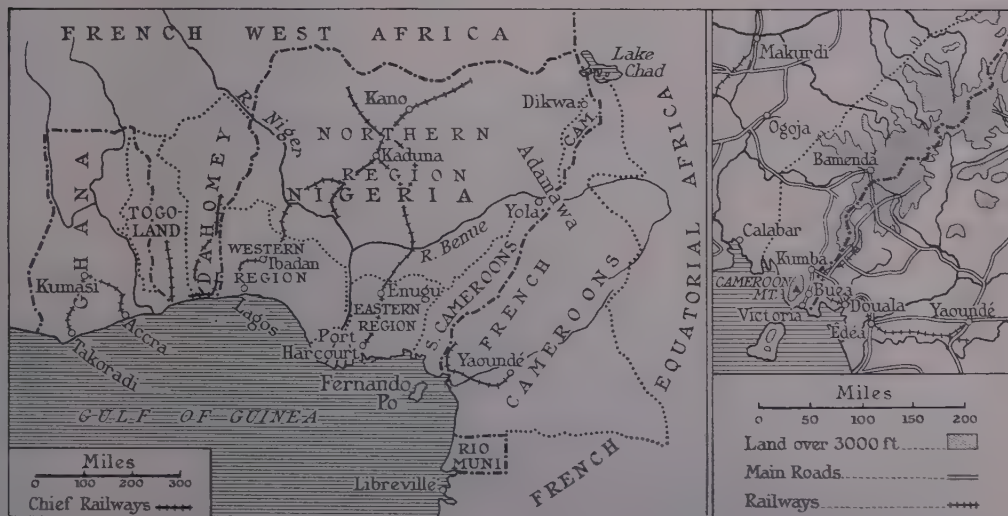 FRENCH WEST AFRICA
Lake
Chad
Dikwa
Kano
R. Niger
NORTHERN
REGION
Kaduna
NIGERIA
CAM.
Adamawa
Yola
R. Benue
GHANA
TOGO-
LAND
DAHOMEY
WESTERN
REGION
Ibadan
Lagos
Enugu
EASTERN
REGION
S. CAMEROONS
FRENCH
CAMEROONS
FRENCH
EQUATORIAL
AFRICA
Kumasi
Accra
Takoradi
Port
Harcourt
Yaoundé
Fernando
Po
GULF OF GUINEA
RIO
MUNI
Libreville
Miles
0 100 200 300
Chief Railways
Makurdi
Ogoja
Bamenda
Calabar
Kumba
CAMEROON
MT.
Buea
Victoria
Douala
Edea
Yaoundé
Miles
0 50 100 150 200
Land over 3000 ft.
Main Roads
Railways